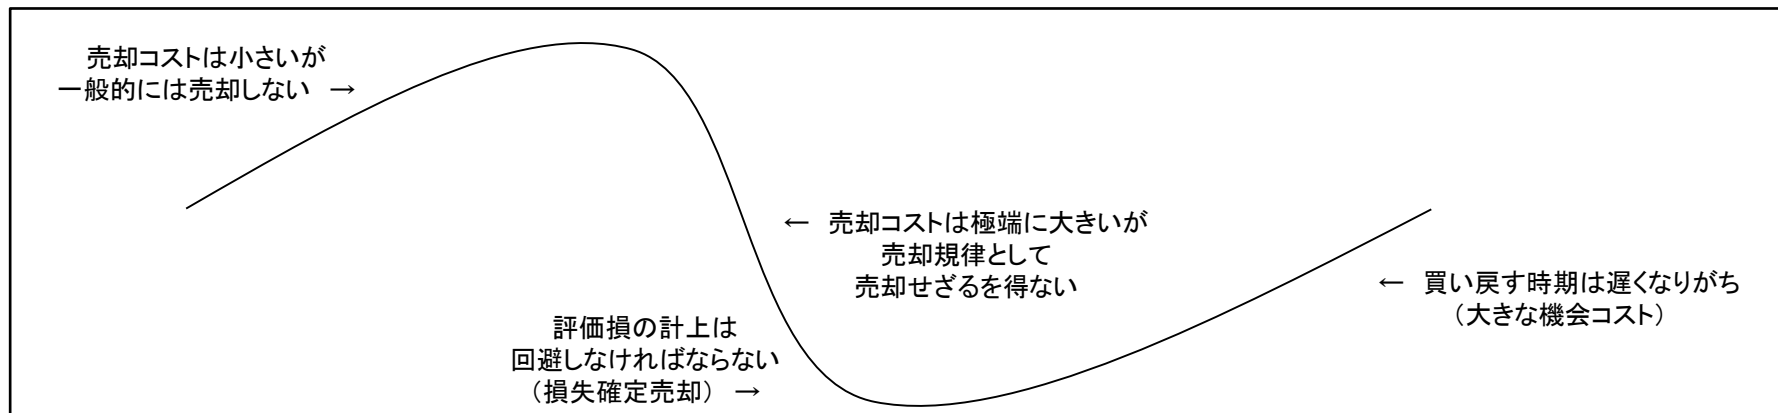 売却コストは小さいが
一般的には売却しない →
← 売却コストは極端に大きいが
売却規律として
売却せざるを得ない
← 買い戻す時期は遅くなりがち
（大きな機会コスト）
評価損の計上は
回避しなければならない
（損失確定売却） →